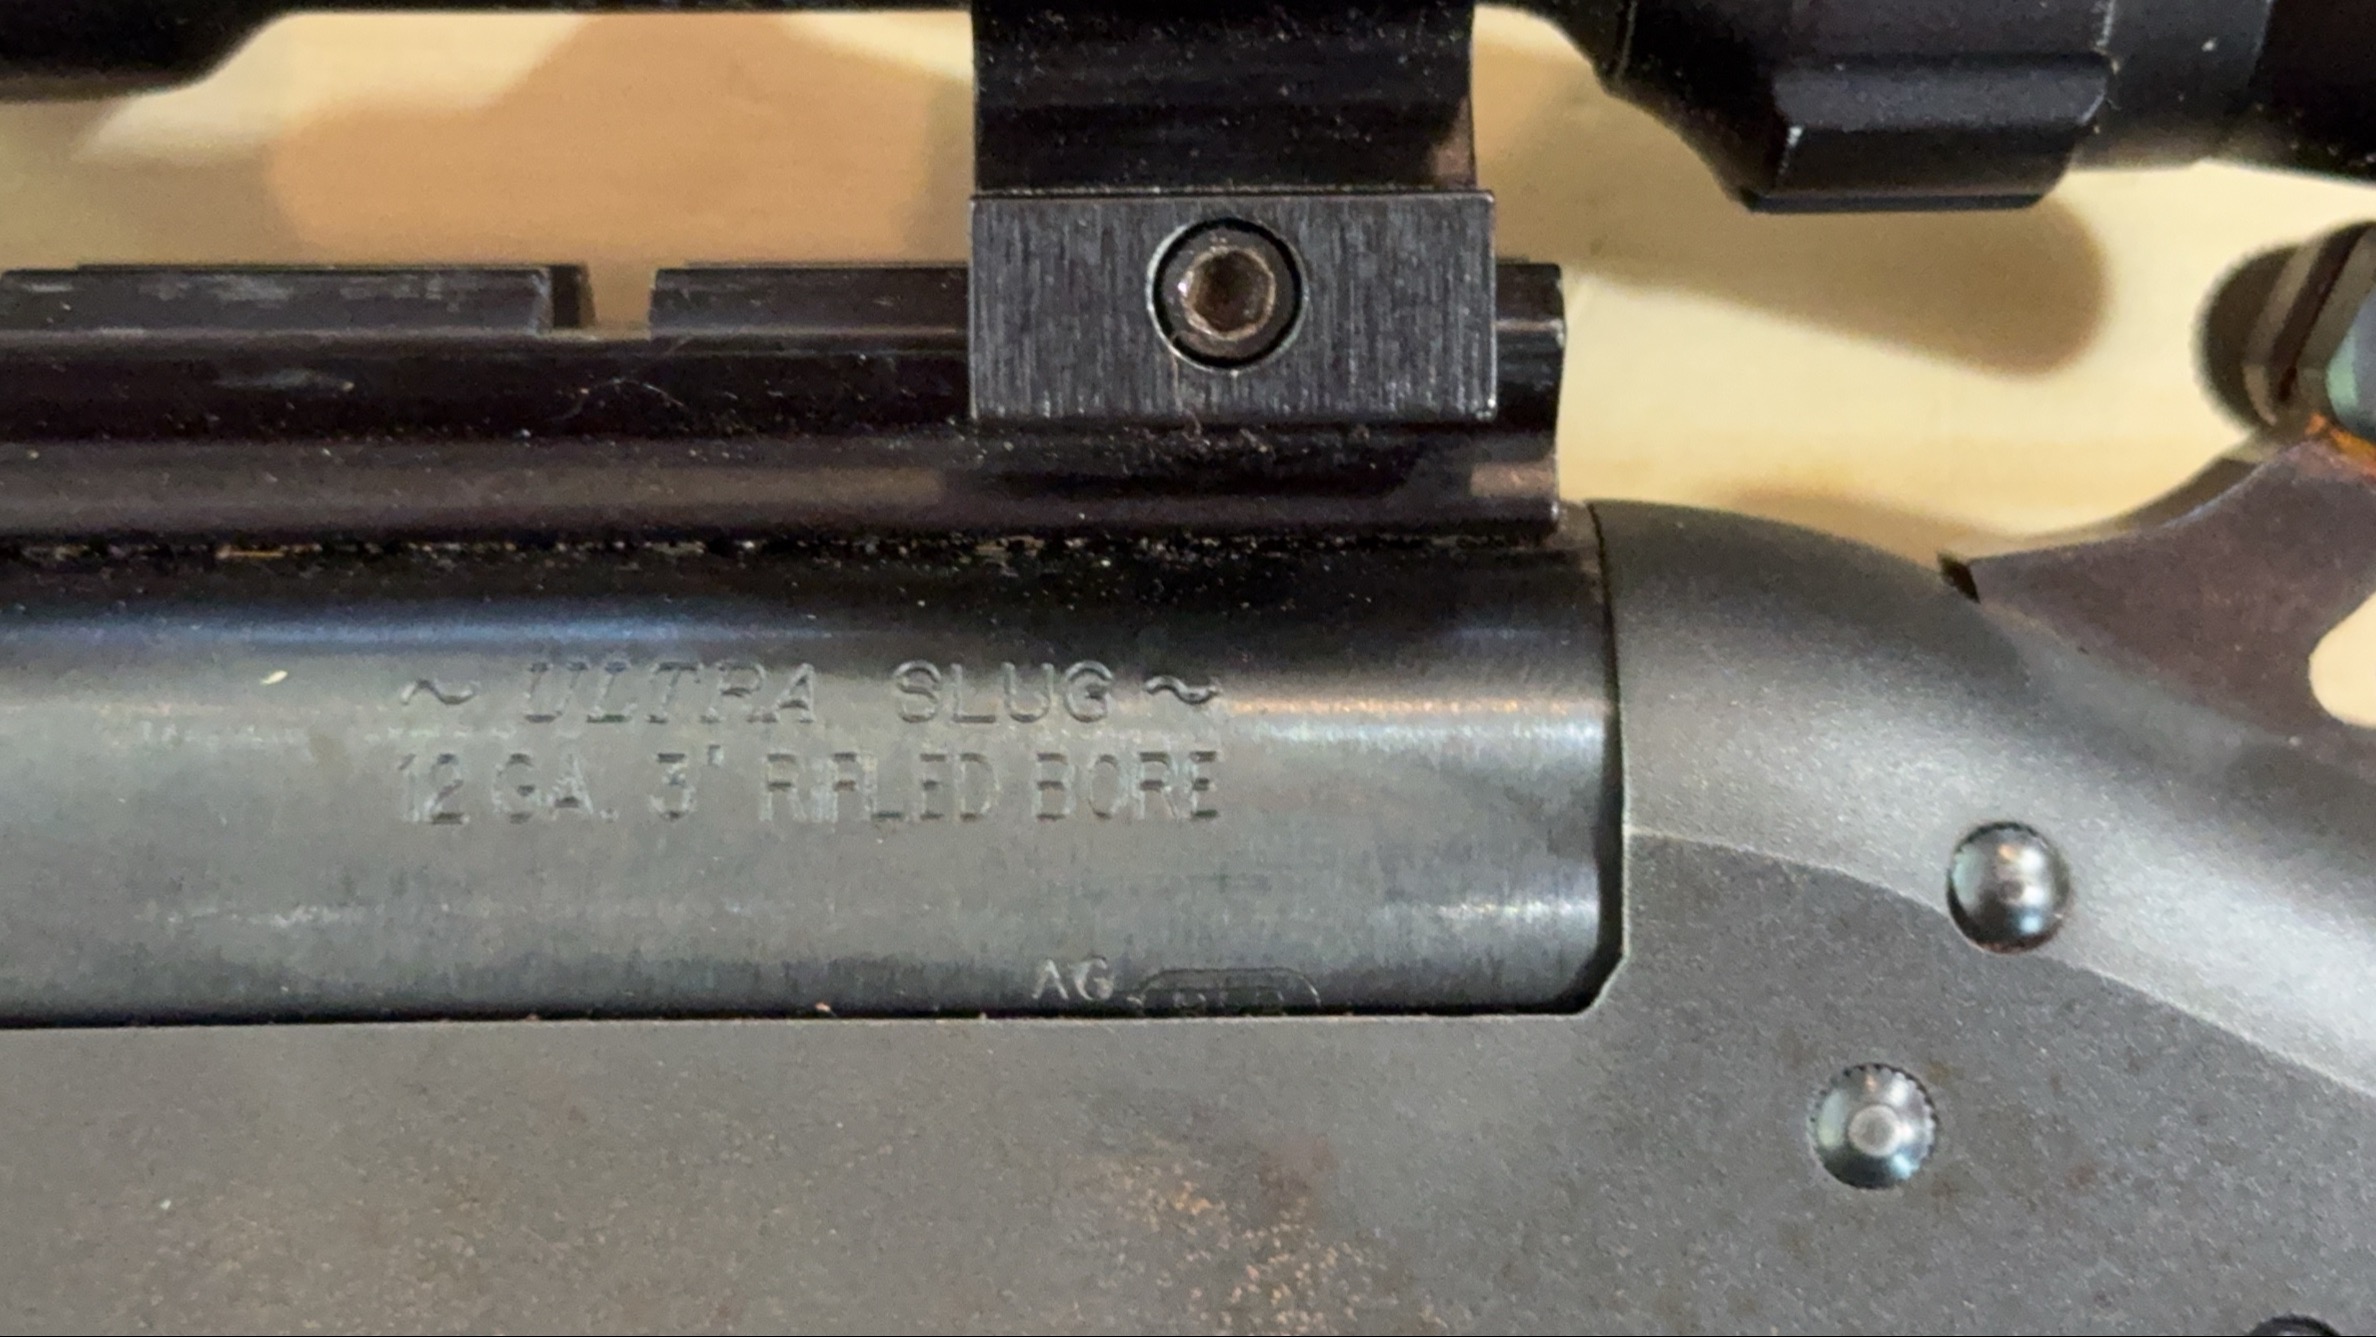 ~ ULTRA SLUG ~
12 GA. 3" RIFLED BORE
AG